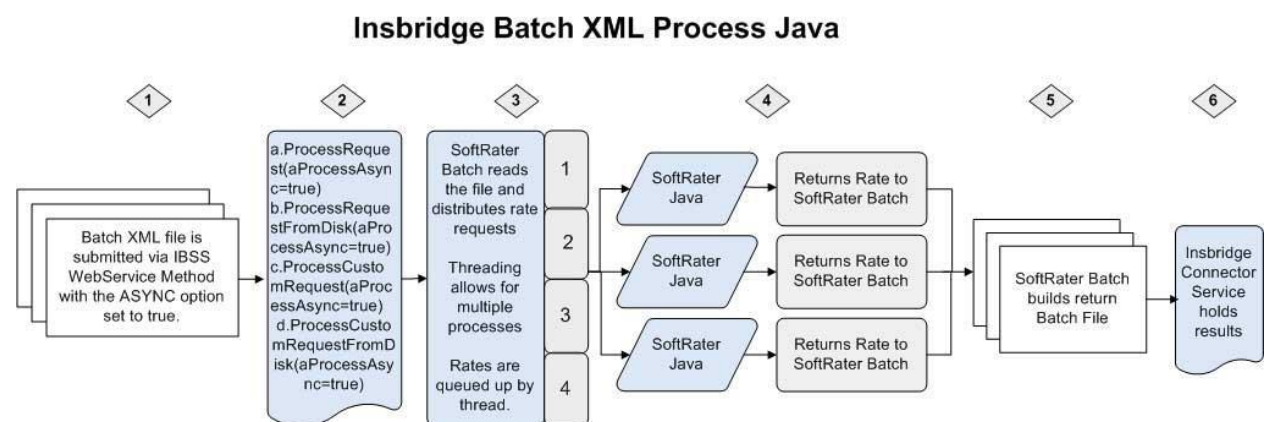 Insbridge Batch XML Process Java
1
2
3
4
5
6
Batch XML file is
submitted via IBSS
WebService Method
with the ASYNC option
set to true.
a.ProcessReque
st(aProcessAsyn
c=true)
b.ProcessReque
stFromDisk(aPro
cessAsync=true)
c.ProcessCusto
mRequest(aProc
essAsync=true)
d.ProcessCusto
mRequestFromD
isk(aProcessAsy
nc=true)
SoftRater
Batch reads
the file and
distributes rate
requests
Threading
allows for
multiple
processes
Rates are
queued up by
thread.
1
2
3
4
SoftRater
Java
Returns Rate to
SoftRater Batch
SoftRater
Java
Returns Rate to
SoftRater Batch
SoftRater
Java
Returns Rate to
SoftRater Batch
SoftRater Batch
builds return
Batch File
Insbridge
Connector
Service
holds
results